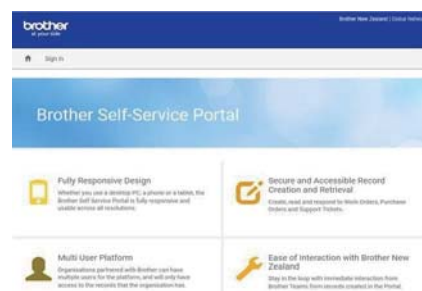 brother
at your side
Brother New Zealand | Global Network
Sign In
Brother Self-Service Portal
Fully Responsive Design
Whether you use a desktop PC, a phone or a tablet, the
Brother Self Service Portal is fully responsive and
usable across all resolutions.
Secure and Accessible Record
Creation and Retrieval
Create, read and respond to Work Orders, Purchase
Orders and Support Tickets.
Multi User Platform
Organisations partnered with Brother can have
multiple users for the platform, and will only have
access to the records that the organisation has.
Ease of Interaction with Brother New
Zealand
Stay in the loop with immediate interaction from
Brother Teams from records created in the Portal.